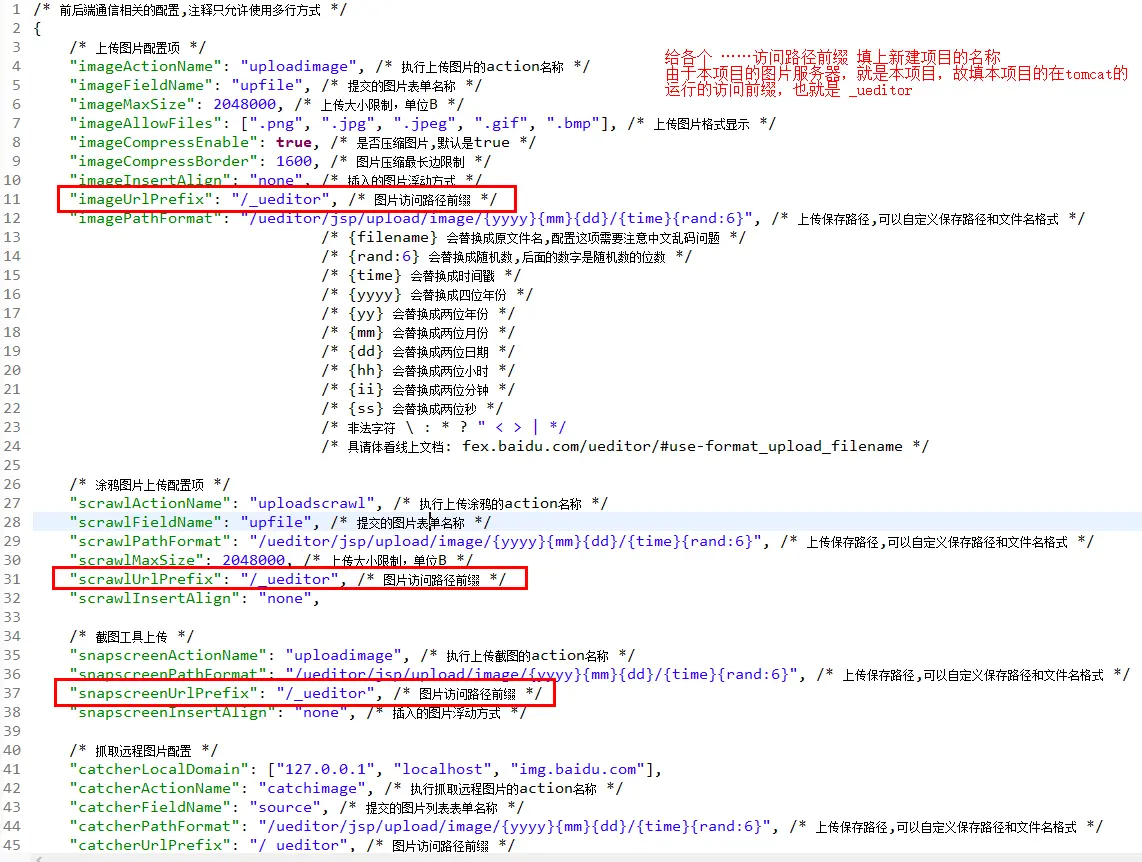 1 /* 前后端通信相关的配置,注释只允许使用多行方式 */
2 {
3 /* 上传图片配置项 */
4 "imageActionName": "uploadimage", /* 执行上传图片的action名称 */
5 "imageFieldName": "upfile", /* 提交的图片表单名称 */
6 "imageMaxSize": 2048000, /* 上传大小限制，单位B */
7 "imageAllowFiles": [".png", ".jpg", ".jpeg", ".gif", ".bmp"], /* 上传图片格式显示 */
8 "imageCompressEnable": true, /* 是否压缩图片,默认是true */
9 "imageCompressBorder": 1600, /* 图片压缩最长边限制 */
10 "imageInsertAlign": "none", /* 插入的图片浮动方式 */
11 "imageUrlPrefix": "/_ueditor", /* 图片访问路径前缀 */
12 "imagePathFormat": "/ueditor/jsp/upload/image/{yyyy}{mm}{dd}/{time}{rand:6}", /* 上传保存路径,可以自定义保存路径和文件名格式 */
13 /* {filename} 会替换成原文件名,配置这项需要注意中文乱码问题 */
14 /* {rand:6} 会替换成随机数,后面的数字是随机数的位数 */
15 /* {time} 会替换成时间戳 */
16 /* {yyyy} 会替换成四位年份 */
17 /* {yy} 会替换成两位年份 */
18 /* {mm} 会替换成两位月份 */
19 /* {dd} 会替换成两位日期 */
20 /* {hh} 会替换成两位小时 */
21 /* {ii} 会替换成两位分钟 */
22 /* {ss} 会替换成两位秒 */
23 /* 非法字符 \ : * ? " < > | */
24 /* 具请体看线上文档: fex.baidu.com/ueditor/#use-format_upload_filename */
25
26 /* 涂鸦图片上传配置项 */
27 "scrawlActionName": "uploadscrawl", /* 执行上传涂鸦的action名称 */
28 "scrawlFieldName": "upfile", /* 提交的图片表单名称 */
29 "scrawlPathFormat": "/ueditor/jsp/upload/image/{yyyy}{mm}{dd}/{time}{rand:6}", /* 上传保存路径,可以自定义保存路径和文件名格式 */
30 "scrawlMaxSize": 2048000, /* 上传大小限制，单位B */
31 "scrawlUrlPrefix": "/_ueditor", /* 图片访问路径前缀 */
32 "scrawlInsertAlign": "none",
33
34 /* 截图工具上传 */
35 "snapscreenActionName": "uploadimage", /* 执行上传截图的action名称 */
36 "snapscreenPathFormat": "/ueditor/jsp/upload/image/{yyyy}{mm}{dd}/{time}{rand:6}", /* 上传保存路径,可以自定义保存路径和文件名格式 */
37 "snapscreenUrlPrefix": "/_ueditor", /* 图片访问路径前缀 */
38 "snapscreenInsertAlign": "none", /* 插入的图片浮动方式 */
39
40 /* 抓取远程图片配置 */
41 "catcherLocalDomain": ["127.0.0.1", "localhost", "img.baidu.com"],
42 "catcherActionName": "catchimage", /* 执行抓取远程图片的action名称 */
43 "catcherFieldName": "source", /* 提交的图片列表表单名称 */
44 "catcherPathFormat": "/ueditor/jsp/upload/image/{yyyy}{mm}{dd}/{time}{rand:6}", /* 上传保存路径,可以自定义保存路径和文件名格式 */
45 "catcherUrlPrefix": "/_ueditor", /* 图片访问路径前缀 */
给各个 ……访问路径前缀 填上新建项目的名称
由于本项目的图片服务器，就是本项目，故填本项目的在tomcat的
运行的访问前缀，也就是 _ueditor